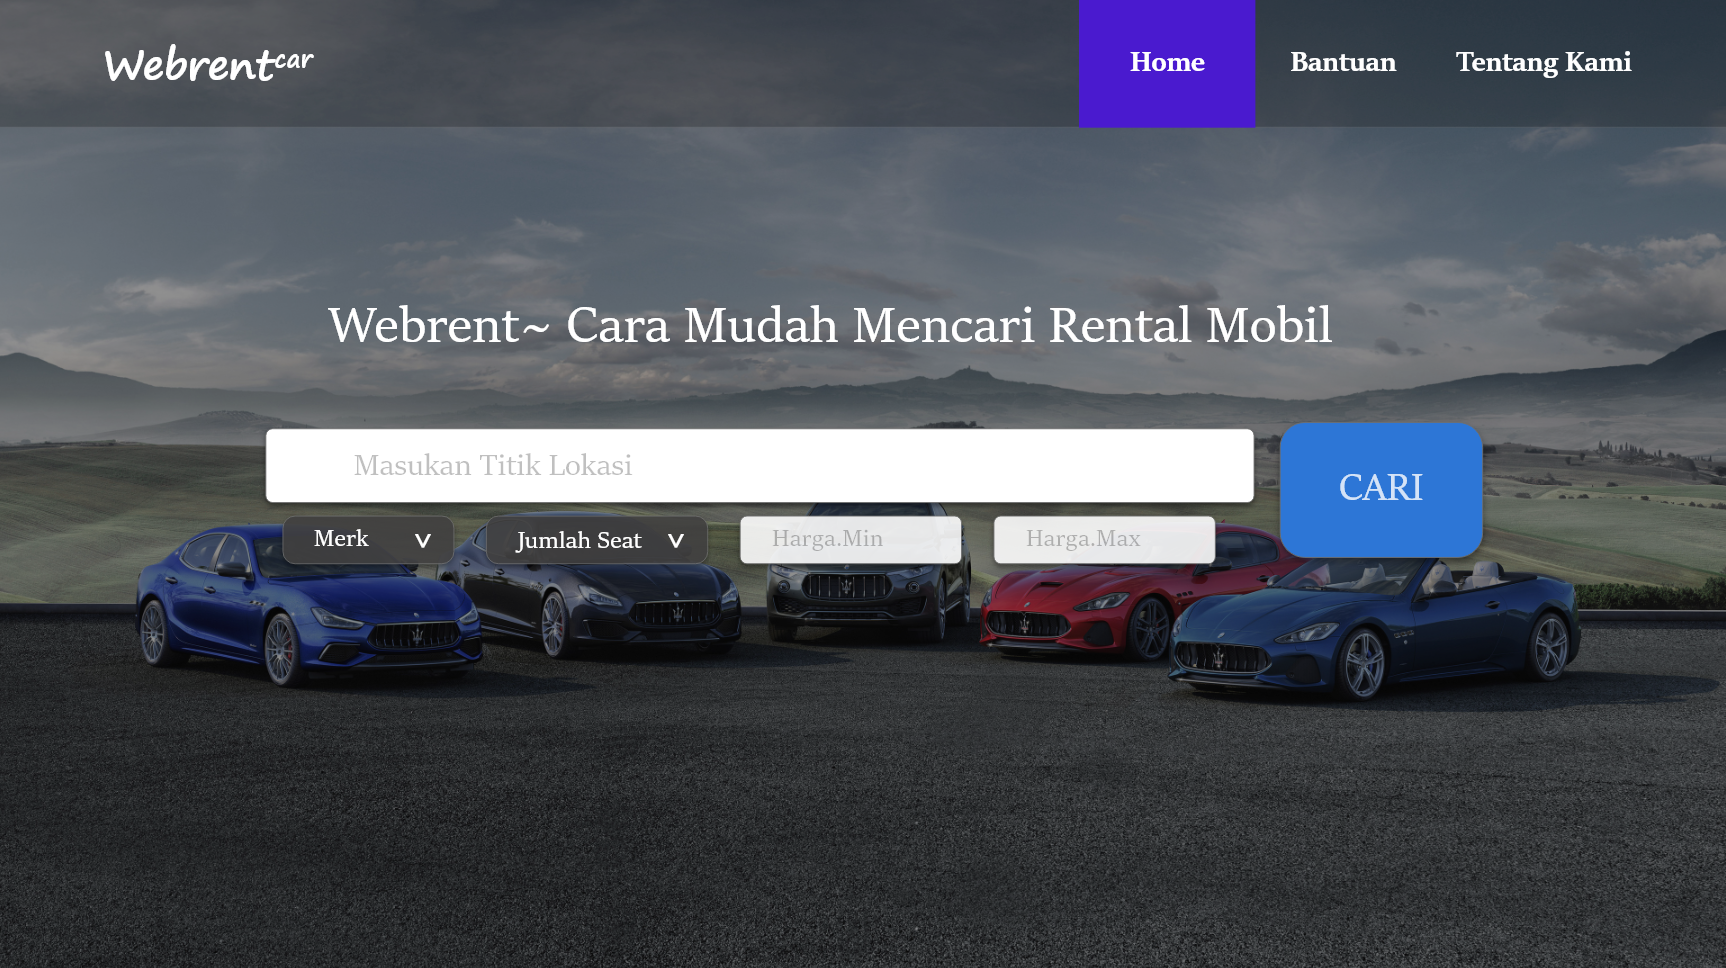 Webrentcar
Home
Bantuan
Tentang Kami
Webrent~ Cara Mudah Mencari Rental Mobil
Masukan Titik Lokasi
CARI
Merk
Jumlah Seat
Harga.Min
Harga.Max